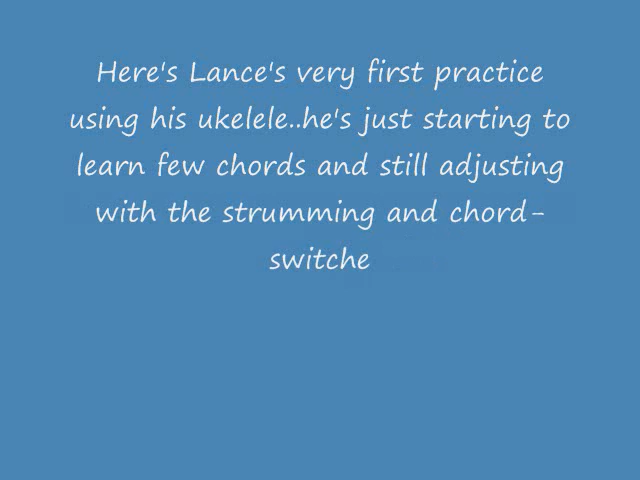 Here's Lance's very first practice
using his ukelele..he's just starting to
learn few chords and still adjusting
with the strumming and chord-
switche